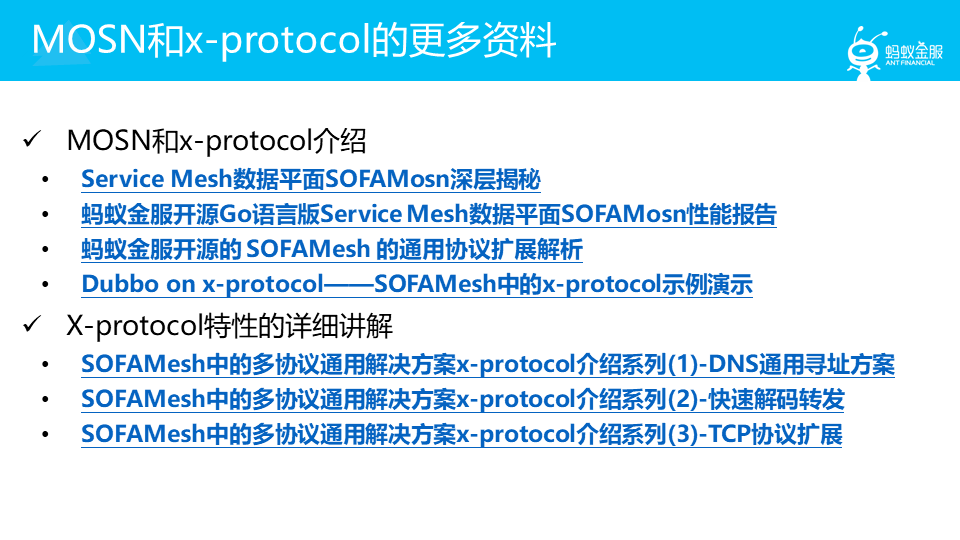 MOSN和x-protocol的更多资料
蚂蚁金服
ANT FINANCIAL
✓ MOSN和x-protocol介绍
• Service Mesh数据平面SOFAMosn深层揭秘
• 蚂蚁金服开源Go语言版Service Mesh数据平面SOFAMosn性能报告
• 蚂蚁金服开源的 SOFAMesh 的通用协议扩展解析
• Dubbo on x-protocol——SOFAMesh中的x-protocol示例演示
✓ X-protocol特性的详细讲解
• SOFAMesh中的多协议通用解决方案x-protocol介绍系列(1)-DNS通用寻址方案
• SOFAMesh中的多协议通用解决方案x-protocol介绍系列(2)-快速解码转发
• SOFAMesh中的多协议通用解决方案x-protocol介绍系列(3)-TCP协议扩展